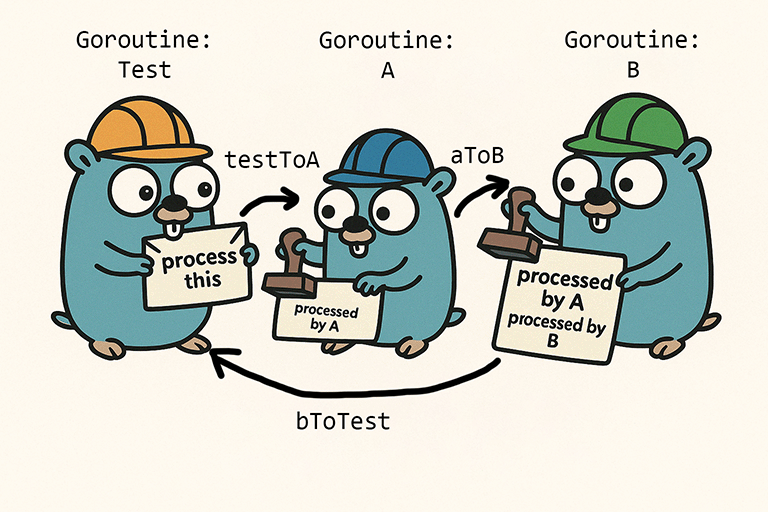 Goroutine:
Test
Goroutine:
A
Goroutine:
B
testToA
aToB
process
this
processed
by A
processed
by A
processed by
B
bToTest